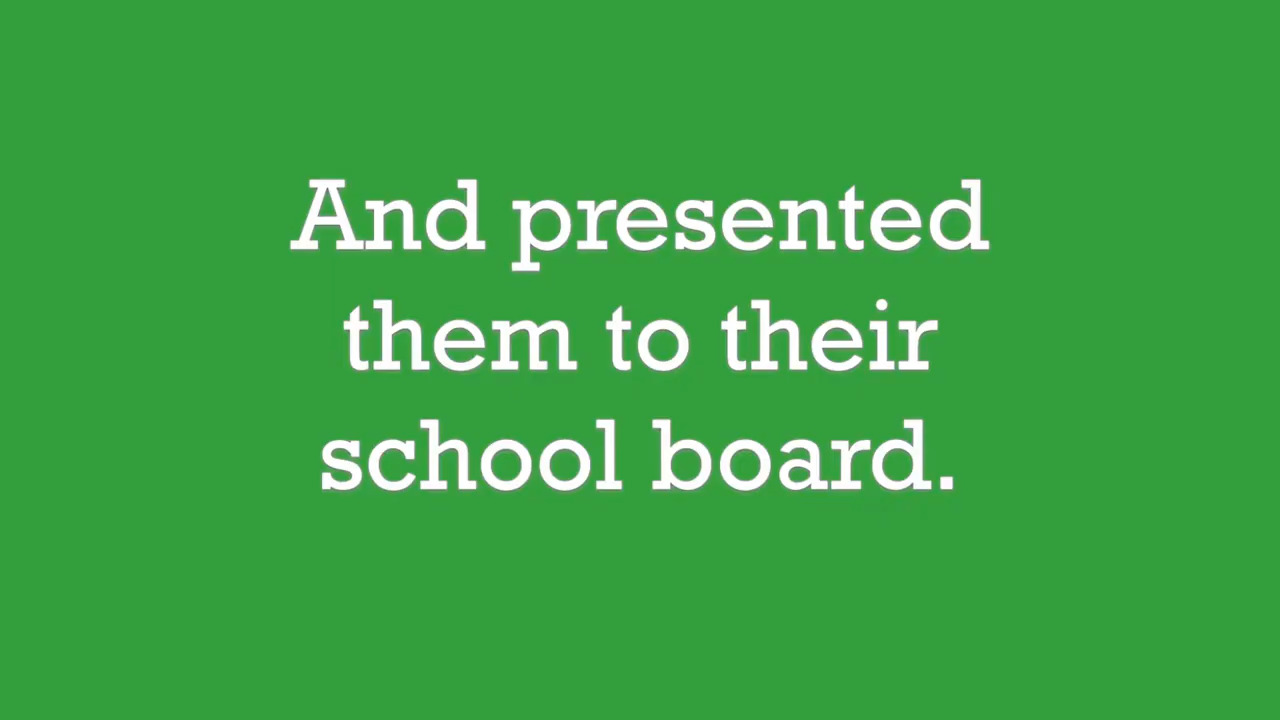 And presented
them to their
school board.